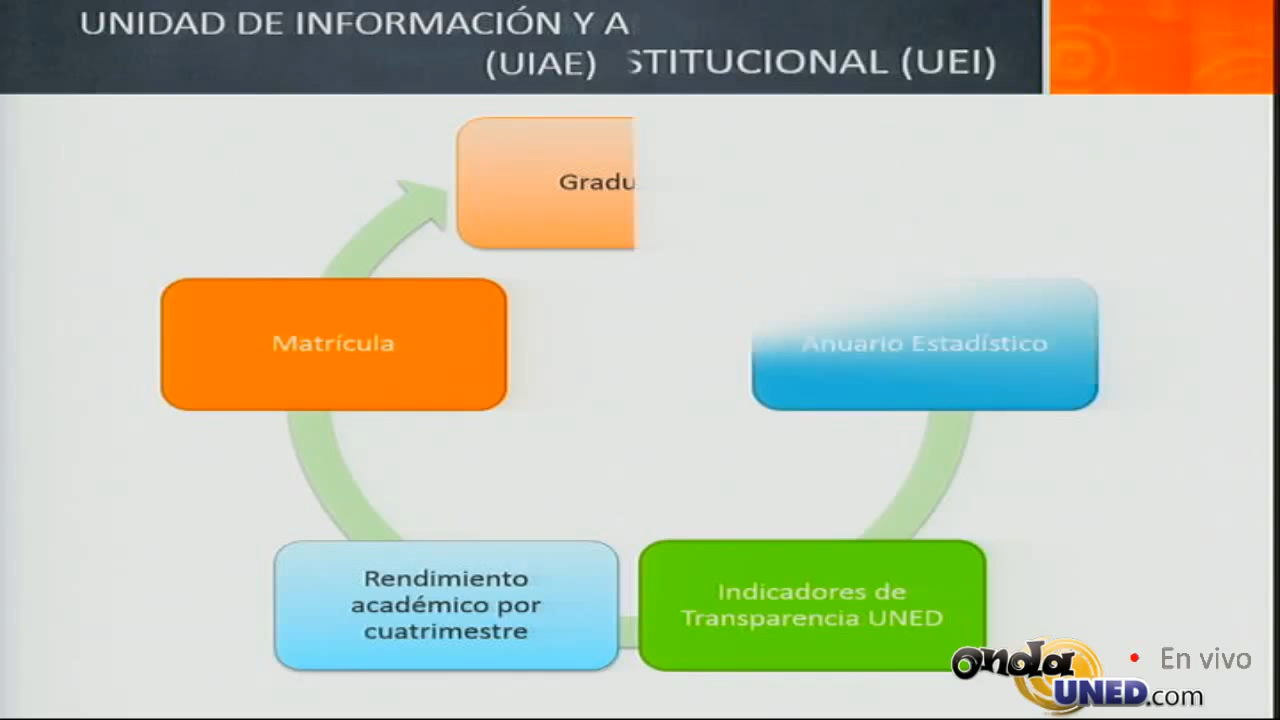 UNIDAD DE INFORMACIÓN Y A
(UIAE) STITUCIONAL (UEI)
Gradu
Matrícula
Anuario Estadístico
Rendimiento
académico por
cuatrimestre
Indicadores de
Transparencia UNED
onda
UNED.com
• En vivo